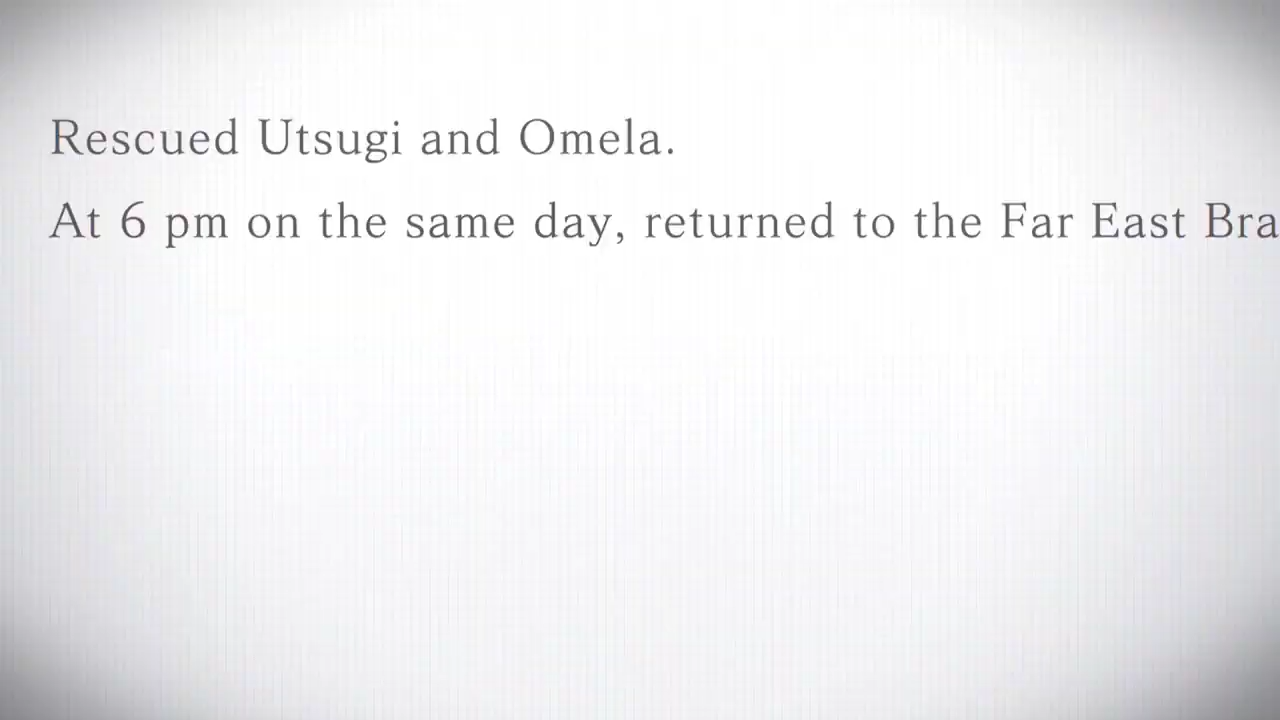 Rescued Utsugi and Omela.
At 6 pm on the same day, returned to the Far East Bra